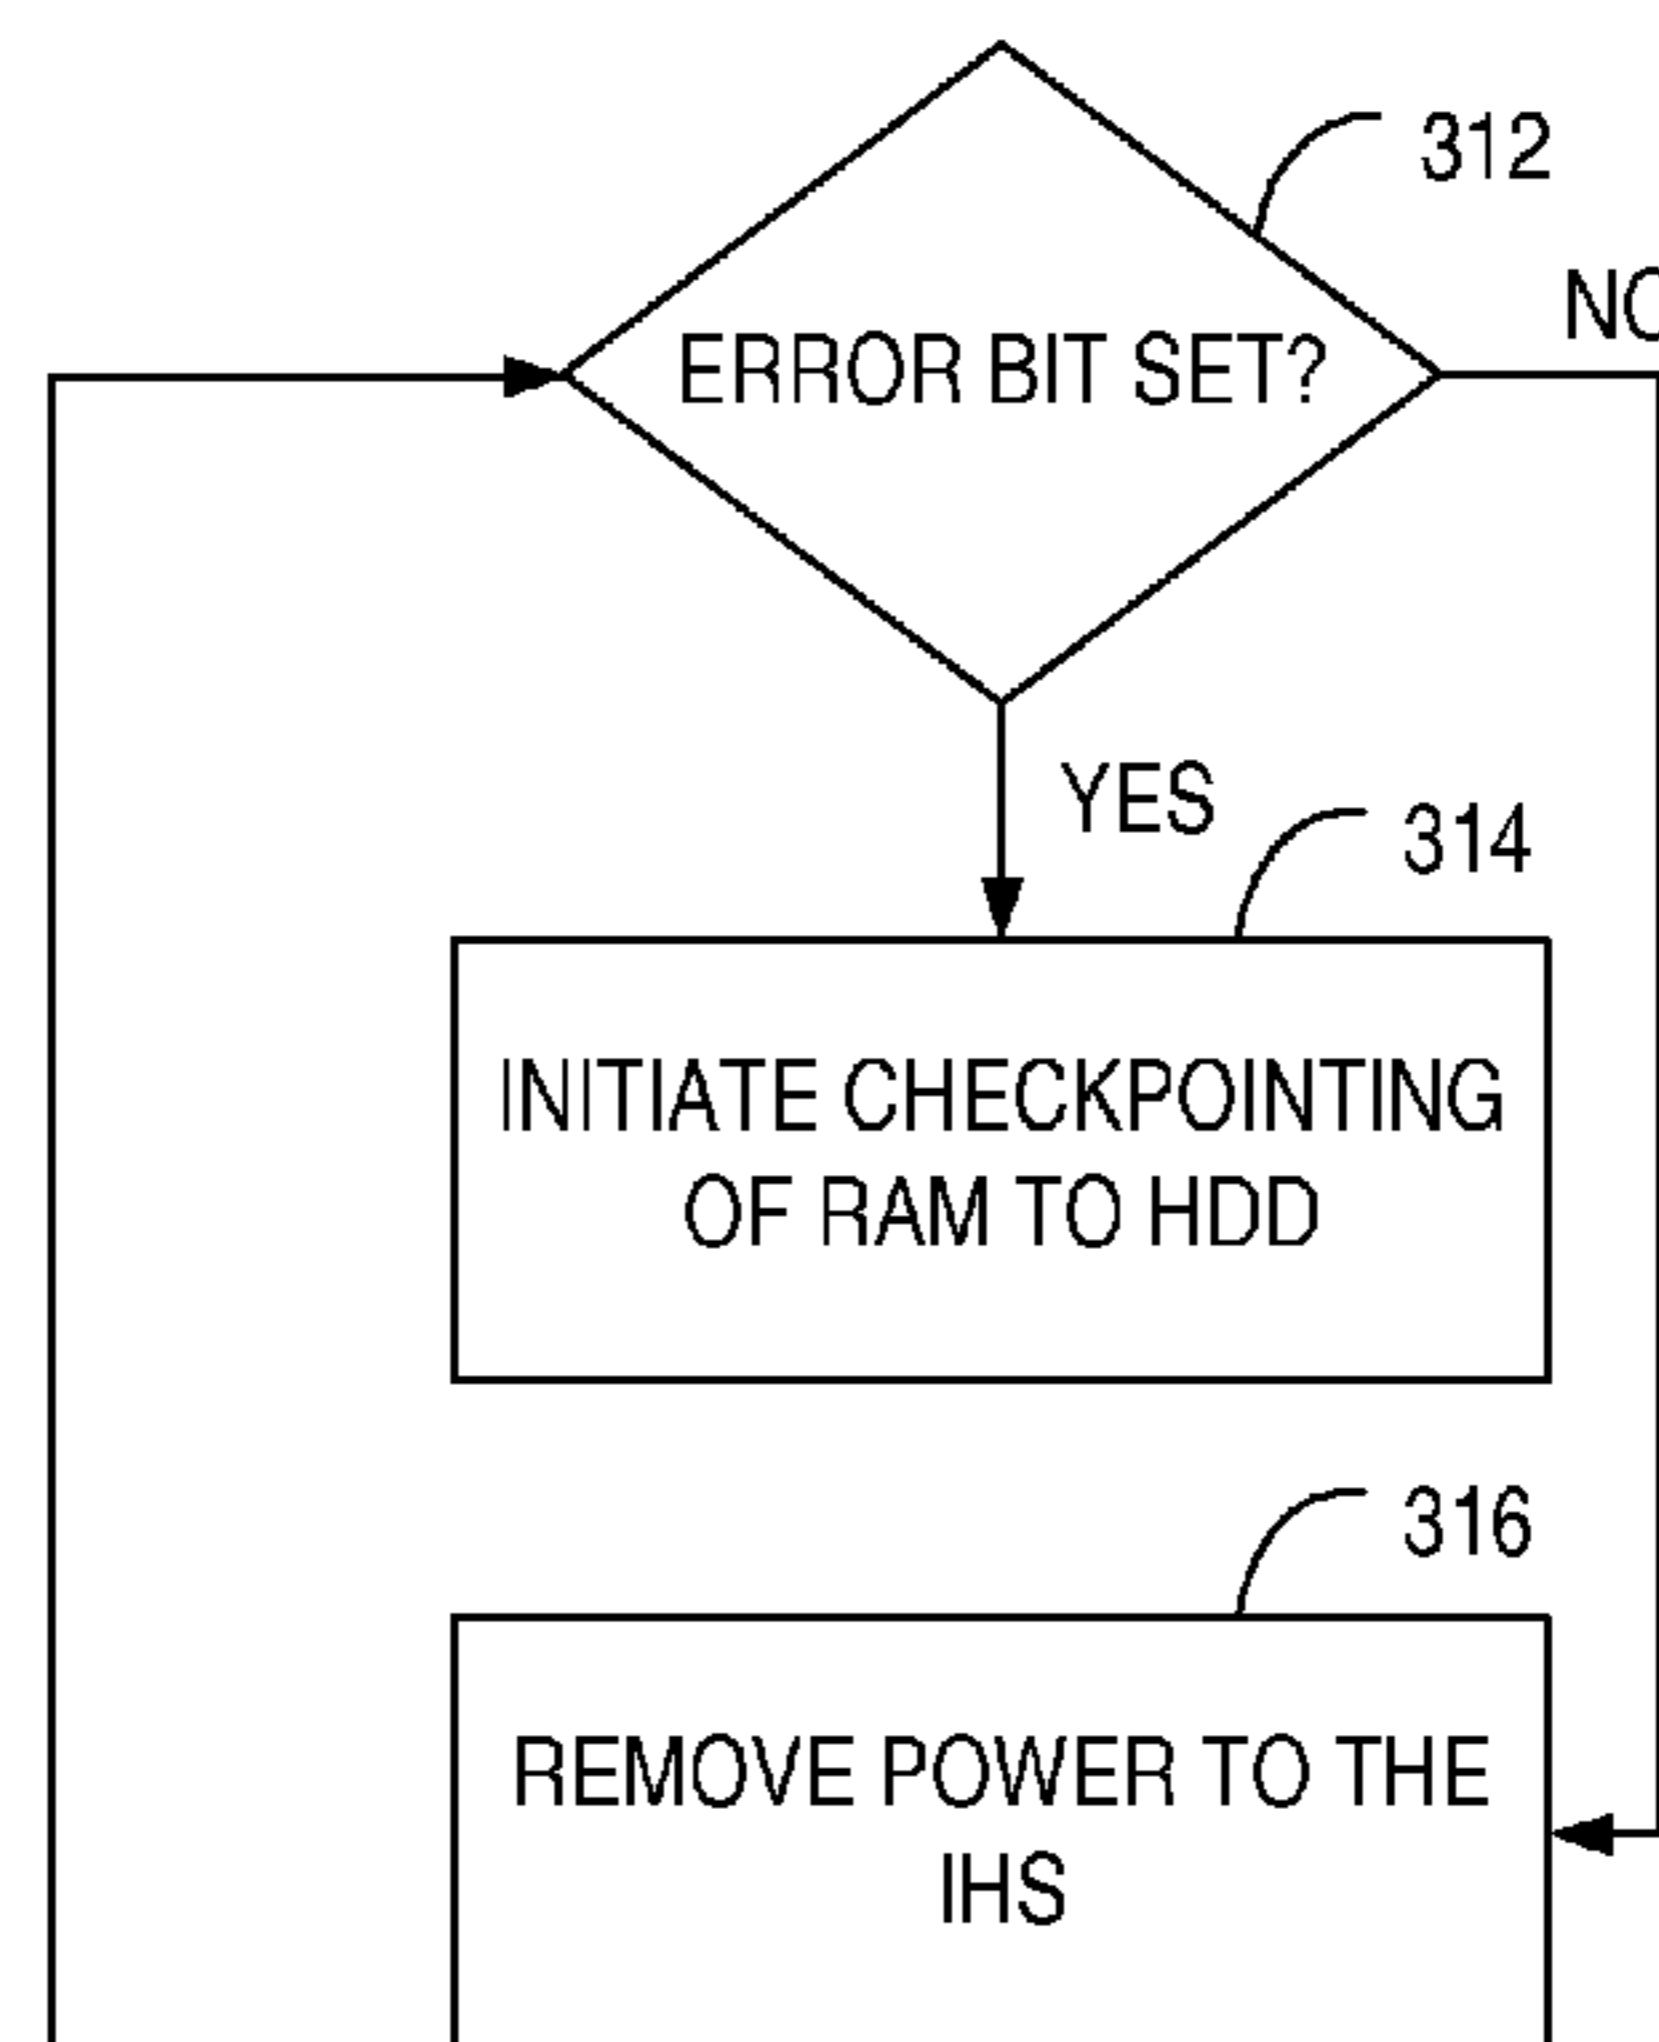 312
NO
ERROR BIT SET?
YES
314
INITIATE CHECKPOINTING
OF RAM TO HDD
316
REMOVE POWER TO THE
IHS